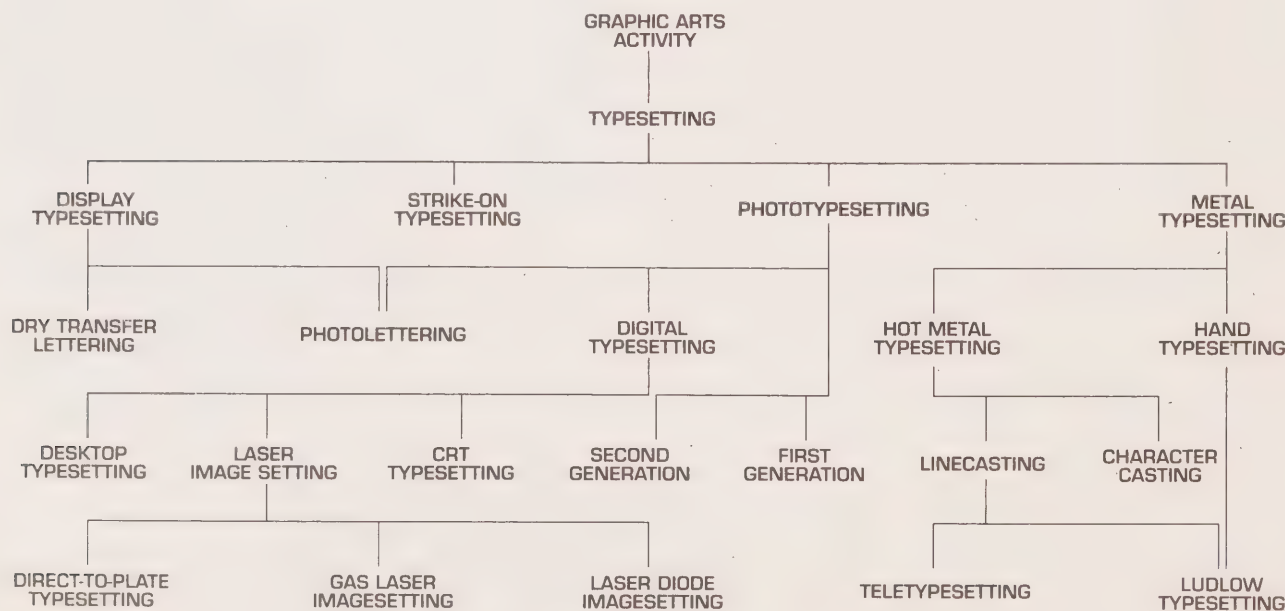 GRAPHIC ARTS
ACTIVITY
TYPESETTING
DISPLAY
TYPESETTING
STRIKE-ON
TYPESETTING
PHOTOTYPESETTING
METAL
TYPESETTING
DRY TRANSFER
LETTERING
PHOTOLETTERING
DIGITAL
TYPESETTING
HOT METAL
TYPESETTING
HAND
TYPESETTING
DESKTOP
TYPESETTING
LASER
IMAGE SETTING
CRT
TYPESETTING
SECOND
GENERATION
FIRST
GENERATION
LINECASTING
CHARACTER
CASTING
DIRECT-TO-PLATE
TYPESETTING
GAS LASER
IMAGESETTING
LASER DIODE
IMAGESETTING
TELETYPESETTING
LUDLOW
TYPESETTING